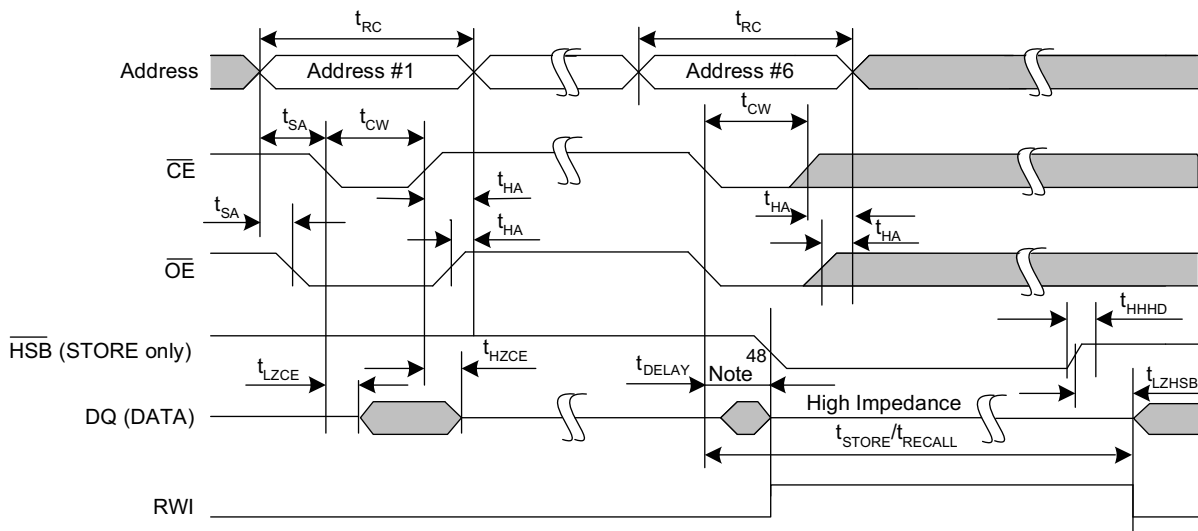 tRC tRC
Address Address #1 Address #6
tSA tCW tCW
CE
tHA tHA
tSA tHA tHA
OE
tHHHD
HSB (STORE only)
tLZCE tHZCE tDELAY Note 48 tLZHSB
DQ (DATA) High Impedance
tSTORE/tRECALL
RWI